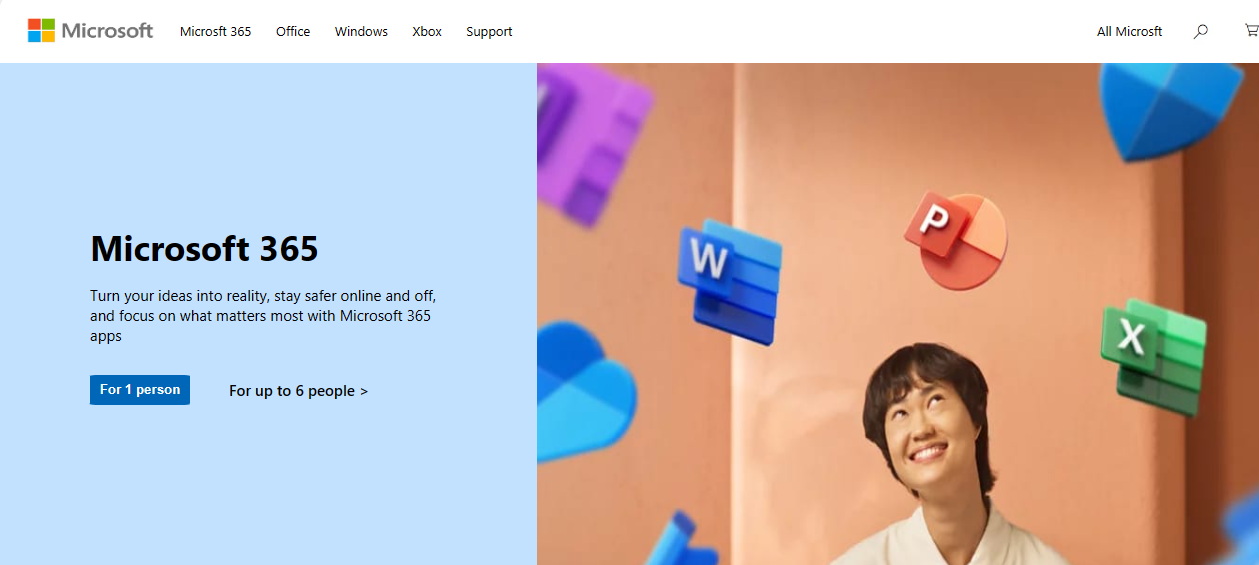 Microsoft
Microsft 365 Office Windows Xbox Support All Microsft
Microsoft 365
Turn your ideas into reality, stay safer online and off,
and focus on what matters most with Microsoft 365
apps
For 1 person For up to 6 people >
W
P
X